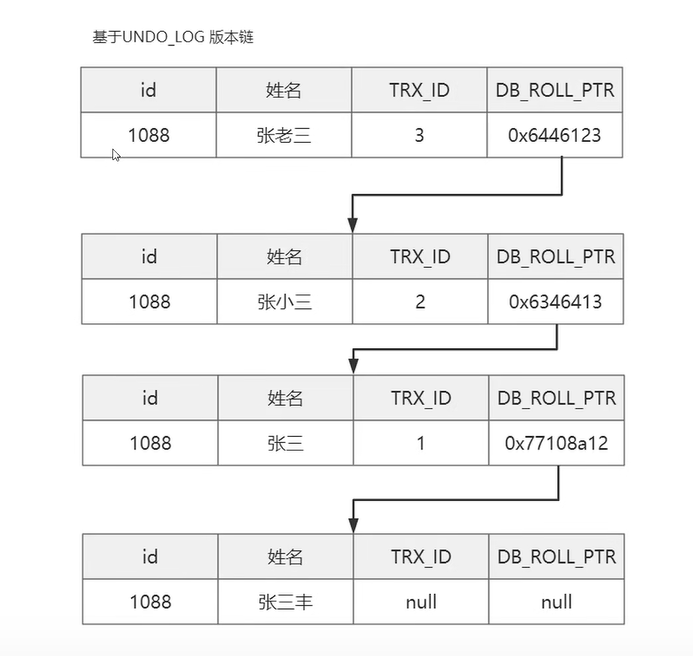 基于UNDO_LOG 版本链
id 姓名 TRX_ID DB_ROLL_PTR
1088 张老三 3 0x6446123
id 姓名 TRX_ID DB_ROLL_PTR
1088 张小三 2 0x6346413
id 姓名 TRX_ID DB_ROLL_PTR
1088 张三 1 0x77108a12
id 姓名 TRX_ID DB_ROLL_PTR
1088 张三丰 null null